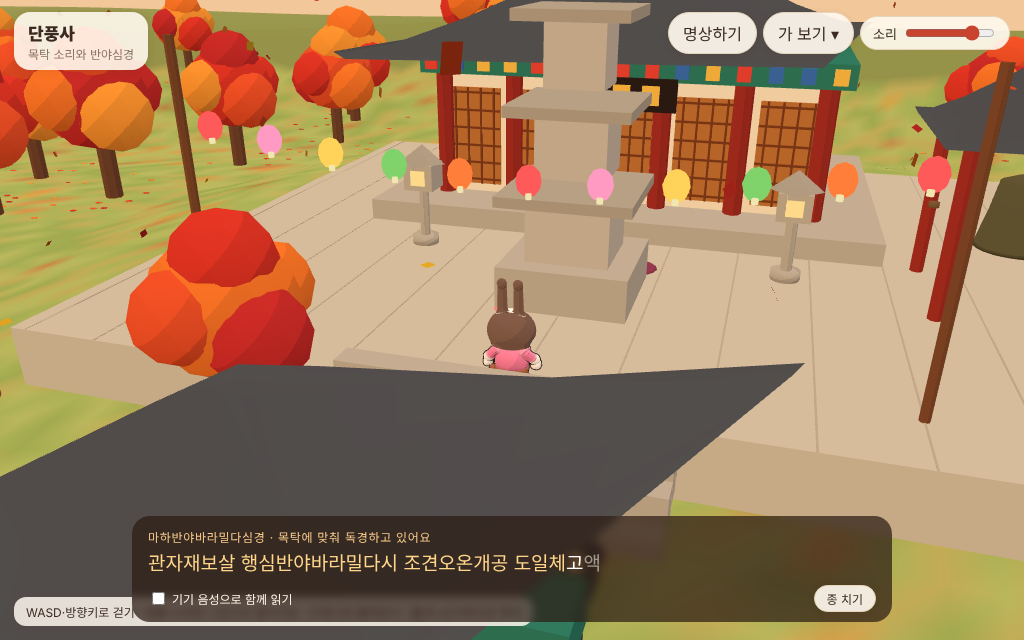 단풍사
목탁 소리와 반야심경
명상하기
가 보기 ▾
소리
마하반야바라밀다심경 · 목탁에 맞춰 독경하고 있어요
관자재보살 행심반야바라밀다시 조견오온개공 도일체고액
기기 음성으로 함께 읽기
종 치기
WASD·방향키로 걷기